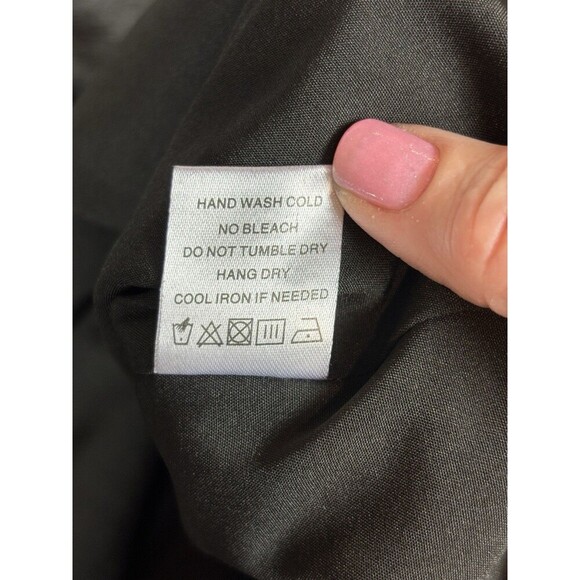 HAND WASH COLD
NO BLEACH
DO NOT TUMBLE DRY
HANG DRY
COOL IRON IF NEEDED